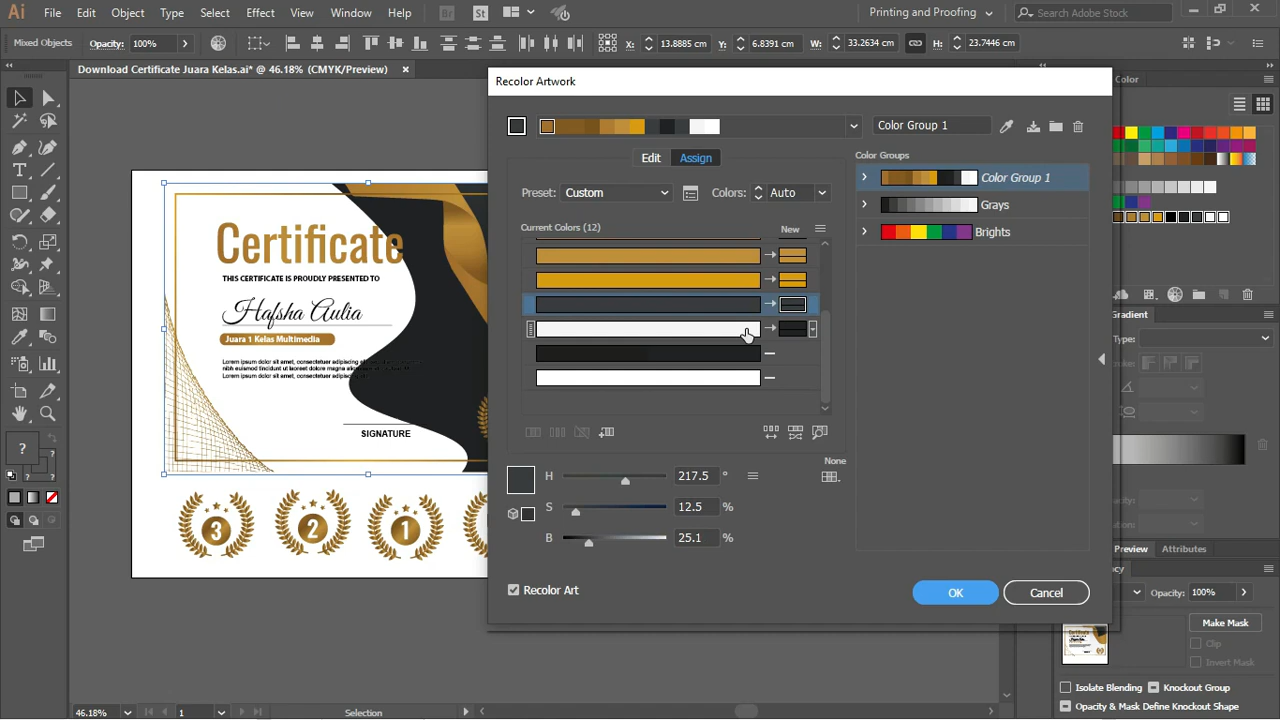 Ai File Edit Object Type Select Effect View Window Help Br St Printing and Proofing Search Adobe Stock
Mixed Objects Opacity: 100% X: 13.8885 cm Y: 6.8391 cm W: 33.2634 cm H: 23.7446 cm
Download Certificate Juara Kelas.ai* @ 46.18% (CMYK/Preview) ×
Recolor Artwork
Color
Color Group 1
Edit Assign
Color Groups
Preset: Custom Colors: Auto
Color Group 1
Grays
Brights
Current Colors (12) New
Certificate
THIS CERTIFICATE IS PROUDLY PRESENTED TO
Hafsha Aulia
Juara 1 Kelas Multimedia
SIGNATURE
3 2 1
H 217.5 °
S 12.5 %
B 25.1 %
None
Recolor Art
OK Cancel
Gradient
Type:
Opacity:
Location:
Preview Attributes
Opacity: 100%
Make Mask
Clip
Invert Mask
Isolate Blending Knockout Group
Opacity & Mask Define Knockout Shape
?
46.18% 1 Selection